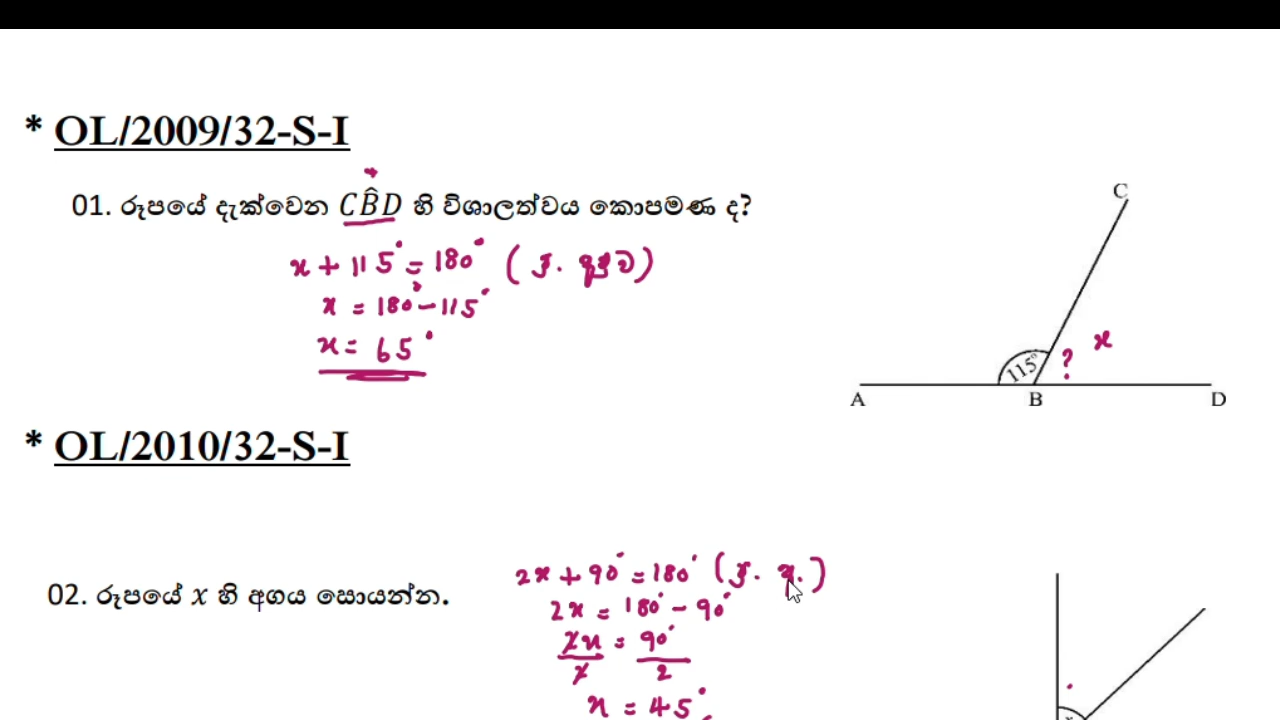 * OL/2009/32-S-I
01. රූපයේ දැක්වෙන CB̂D හි විශාලත්වය කොපමණ ද?
x + 115° = 180°
x = 180° - 115°
x = 65°
C
115°
? x
A B D
* OL/2010/32-S-I
02. රූපයේ x හි අගය සොයන්න.
2x + 90° = 180°
2x = 180° - 90°
2x/2 = 90°/2
x = 45°